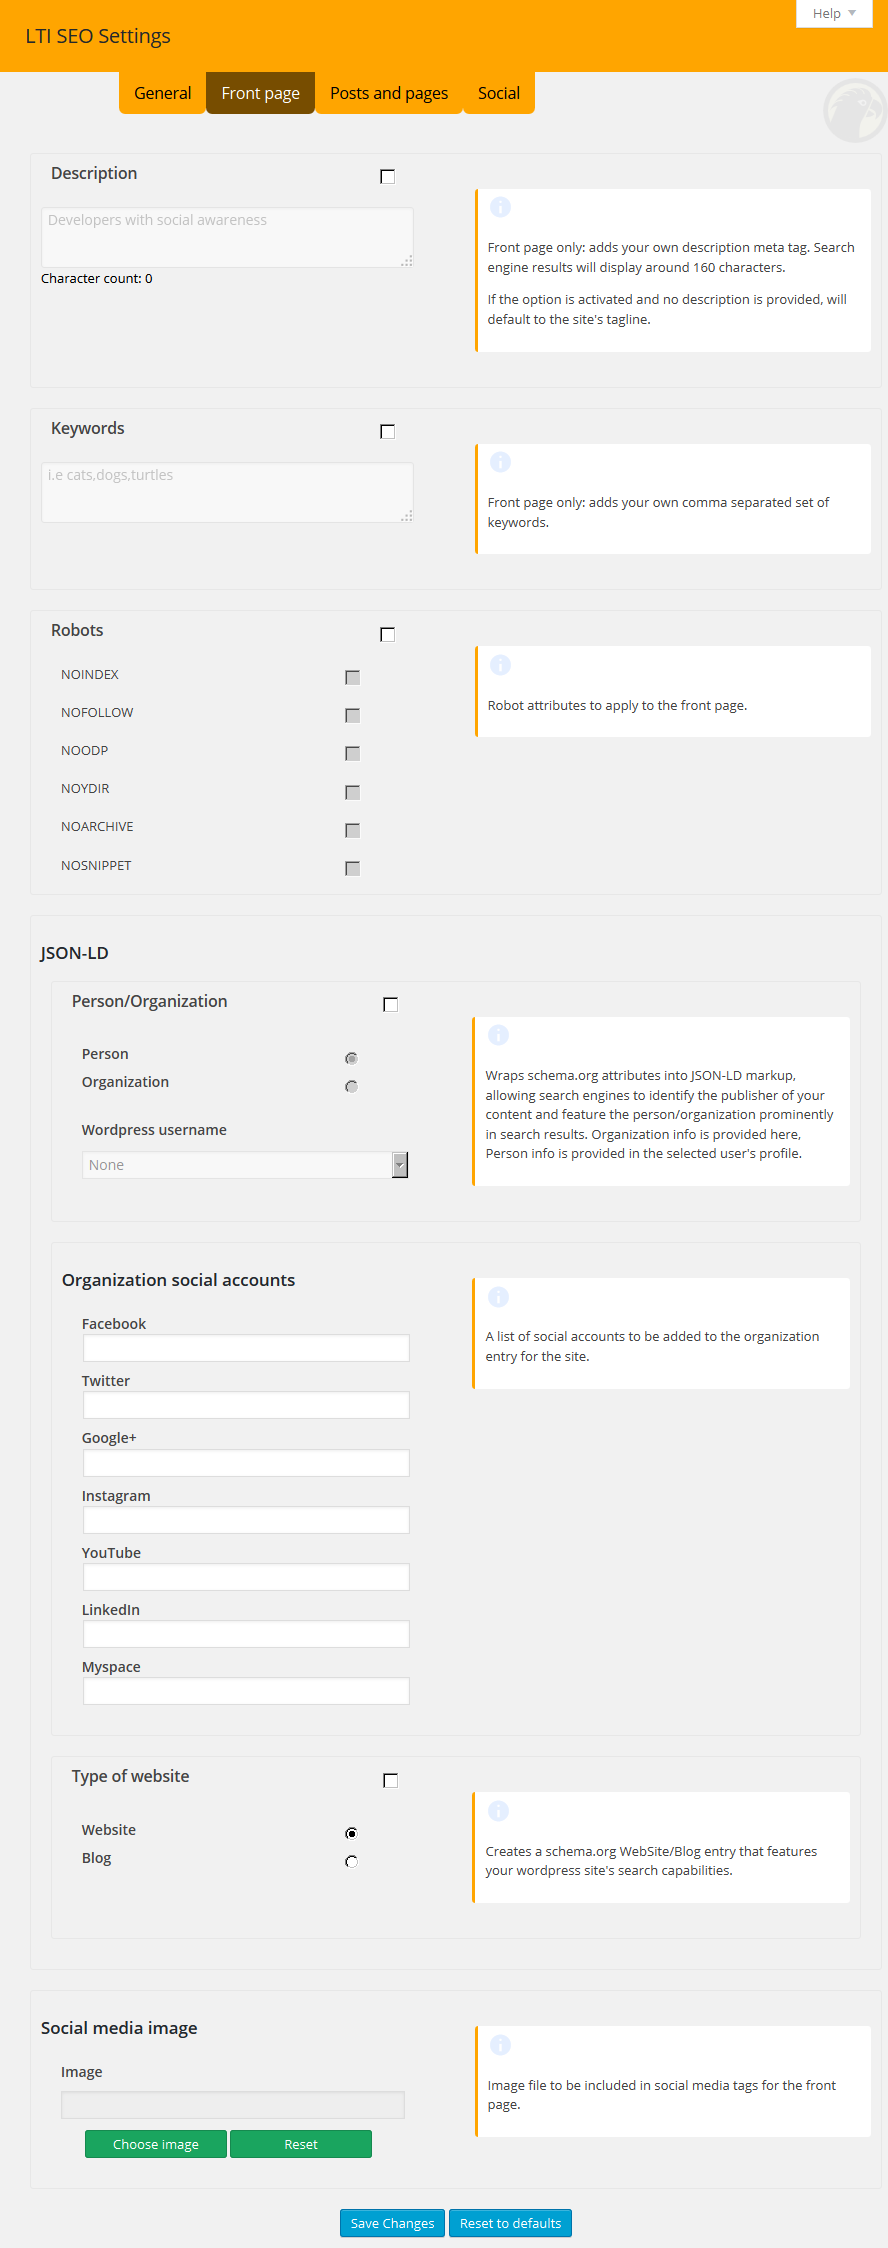 Help
LTI SEO Settings
General
Front page
Posts and pages
Social
Description
Developers with social awareness
Character count: 0
Front page only: adds your own description meta tag. Search
engine results will display around 160 characters.
If the option is activated and no description is provided, will
default to the site's tagline.
Keywords
i.e cats,dogs,turtles
Front page only: adds your own comma separated set of
keywords.
Robots
NOINDEX
NOFOLLOW
NOODP
NOYDIR
NOARCHIVE
NOSNIPPET
Robot attributes to apply to the front page.
JSON-LD
Person/Organization
Person
Organization
Wordpress username
None
Wraps schema.org attributes into JSON-LD markup,
allowing search engines to identify the publisher of your
content and feature the person/organization prominently
in search results. Organization info is provided here,
Person info is provided in the selected user's profile.
Organization social accounts
Facebook
Twitter
Google+
Instagram
YouTube
LinkedIn
Myspace
A list of social accounts to be added to the organization
entry for the site.
Type of website
Website
Blog
Creates a schema.org WebSite/Blog entry that features
your wordpress site's search capabilities.
Social media image
Image
Choose image
Reset
Image file to be included in social media tags for the front
page.
Save Changes
Reset to defaults